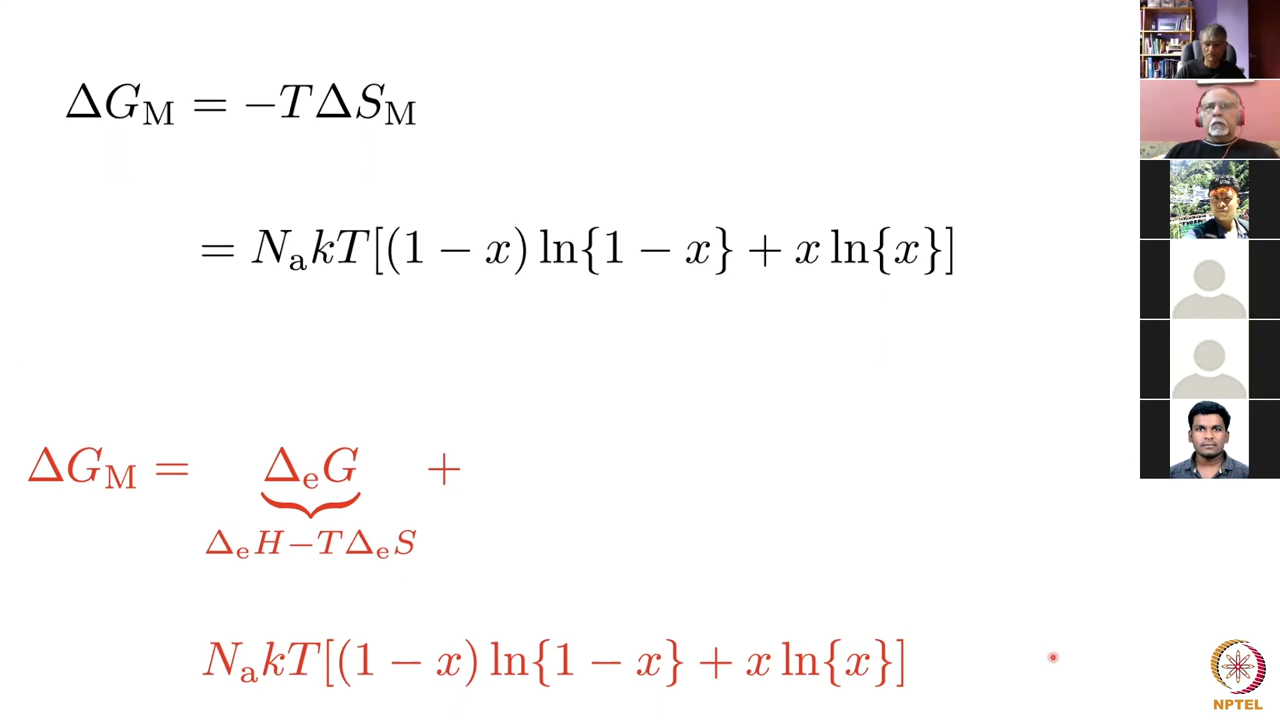 ΔG_M = −TΔS_M
= N_a kT[(1 − x) ln{1 − x} + x ln{x}]
ΔG_M = Δ_e G +
Δ_e H − TΔ_e S
N_a kT[(1 − x) ln{1 − x} + x ln{x}]
NPTEL